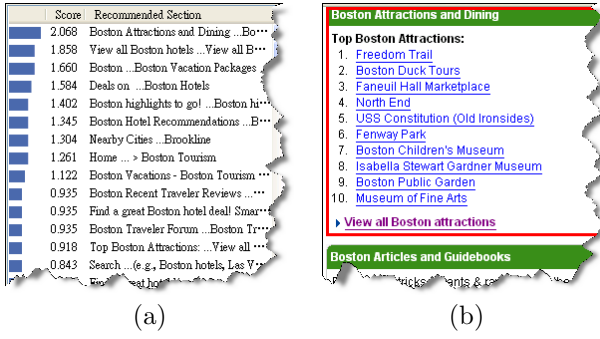 Score Recommended Section
2.068 Boston Attractions and Dining ...Bo...
1.858 View all Boston hotels ...View all B...
1.660 Boston ...Boston Vacation Packages
1.584 Deals on ...Boston Hotels
1.402 Boston highlights to go! ...Boston hi...
1.345 Boston Hotel Recommendations ...B...
1.304 Nearby Cities ...Brookline
1.261 Home ... > Boston Tourism
1.122 Boston Vacations - Boston Tourism ...
0.935 Boston Recent Traveler Reviews ...
0.935 Find a great Boston hotel deal! Smar...
0.935 Boston Traveler Forum ...Boston Tr...
0.918 Top Boston Attractions: ...View all ...
0.843 Search ...(e.g., Boston hotels, Las V...
(a)
Boston Attractions and Dining
Top Boston Attractions:
1. Freedom Trail
2. Boston Duck Tours
3. Faneuil Hall Marketplace
4. North End
5. USS Constitution (Old Ironsides)
6. Fenway Park
7. Boston Children's Museum
8. Isabella Stewart Gardner Museum
9. Boston Public Garden
10. Museum of Fine Arts
View all Boston attractions
Boston Articles and Guidebooks
(b)